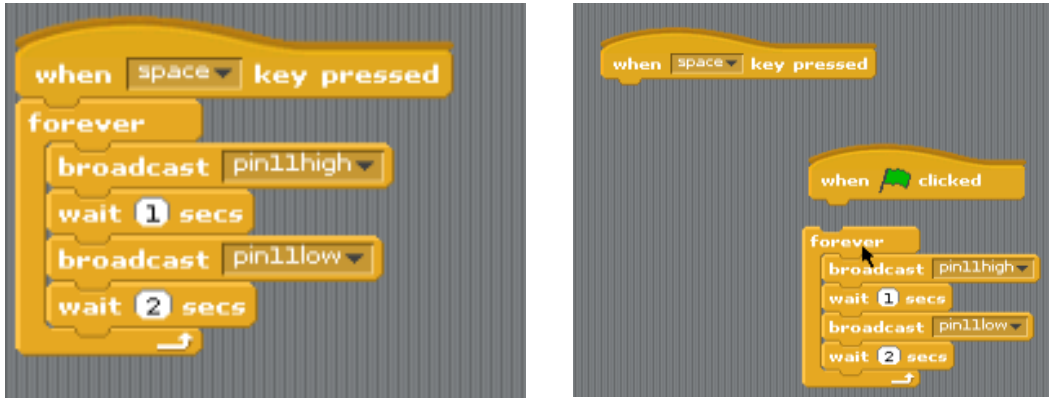 when space key pressed
forever
broadcast pin11high
wait 1 secs
broadcast pin11low
wait 2 secs
when space key pressed
when clicked
forever
broadcast pin11high
wait 1 secs
broadcast pin11low
wait 2 secs